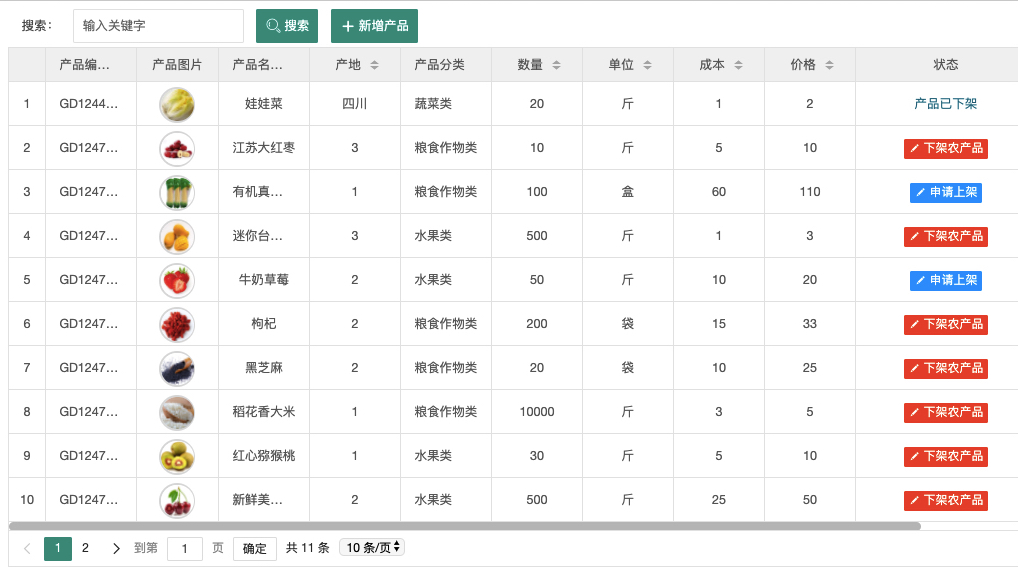 搜索： 输入关键字 搜索 新增产品
产品编... 产品图片 产品名... 产地 产品分类 数量 单位 成本 价格 状态
1 GD1244... 娃娃菜 四川 蔬菜类 20 斤 1 2 产品已下架
2 GD1247... 江苏大红枣 3 粮食作物类 10 斤 5 10 下架农产品
3 GD1247... 有机真... 1 粮食作物类 100 盒 60 110 申请上架
4 GD1247... 迷你台... 3 水果类 500 斤 1 3 下架农产品
5 GD1247... 牛奶草莓 2 水果类 50 斤 10 20 申请上架
6 GD1247... 枸杞 2 粮食作物类 200 袋 15 33 下架农产品
7 GD1247... 黑芝麻 2 粮食作物类 20 袋 10 25 下架农产品
8 GD1247... 稻花香大米 1 粮食作物类 10000 斤 3 5 下架农产品
9 GD1247... 红心猕猴桃 1 水果类 30 斤 5 10 下架农产品
10 GD1247... 新鲜美... 2 水果类 500 斤 25 50 下架农产品
1 2 到第 1 页 确定 共 11 条 10 条/页